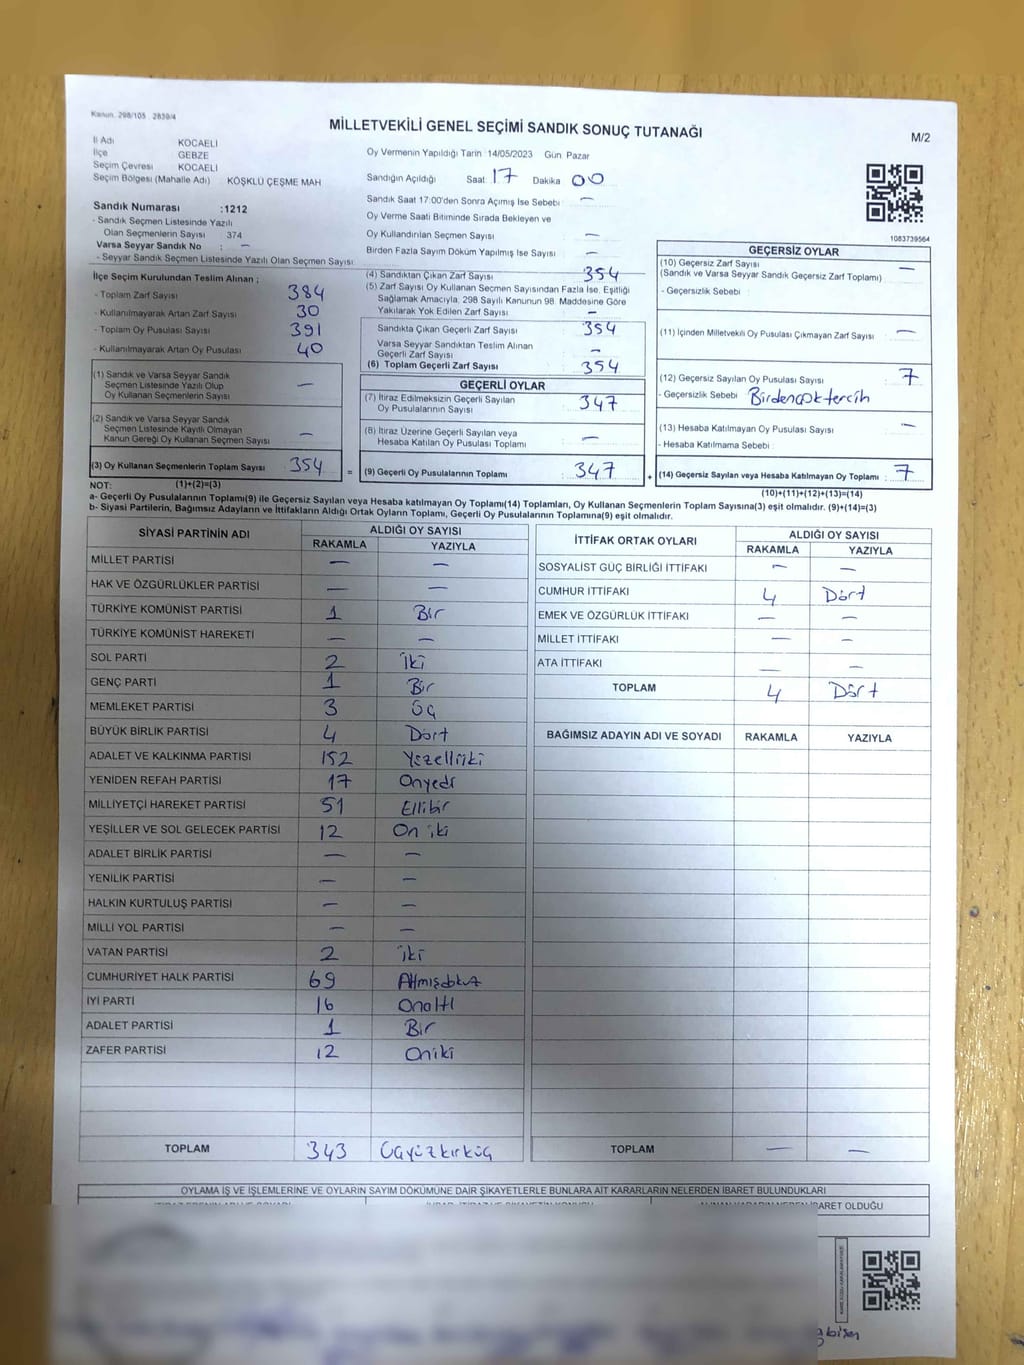 Kanun. 298/105 . 2839/4
MİLLETVEKİLİ GENEL SEÇİMİ SANDIK SONUÇ TUTANAĞI
M/2
İl Adı KOCAELİ
İlçe GEBZE
Seçim Çevresi KOCAELİ
Seçim Bölgesi (Mahalle Adı) KÖŞKLÜ ÇEŞME MAH
Oy Vermenin Yapıldığı Tarih 14/05/2023 Gün Pazar
Sandığın Açıldığı Saat 17 Dakika 00
Sandık Saat 17:00'den Sonra Açımış İse Sebebi —
Oy Verme Saati Bitiminde Sırada Bekleyen ve
Oy Kullandırılan Seçmen Sayısı : —
Birden Fazla Sayım Döküm Yapılmış İse Sayısı : —
1083739564
Sandık Numarası :1212
- Sandık Seçmen Listesinde Yazılı
Olan Seçmenlerin Sayısı 374
Varsa Seyyar Sandık No : —
- Seyyar Sandık Seçmen Listesinde Yazılı Olan Seçmen Sayısı:
İlçe Seçim Kurulundan Teslim Alınan ;
- Toplam Zarf Sayısı 384
- Kullanılmayarak Artan Zarf Sayısı 30
- Toplam Oy Pusulası Sayısı : 391
- Kullanılmayarak Artan Oy Pusulası : 40
(1) Sandık ve Varsa Seyyar Sandık
Seçmen Listesinde Yazılı Olup
Oy Kullanan Seçmenlerin Sayısı —
(2) Sandık ve Varsa Seyyar Sandık
Seçmen Listesinde Kayıtlı Olmayan
Kanun Gereği Oy Kullanan Seçmen Sayısı —
(3) Oy Kullanan Seçmenlerin Toplam Sayısı 354
(4) Sandıktan Çıkan Zarf Sayısı 354
(5) Zarf Sayısı Oy Kullanan Seçmen Sayısından Fazla İse, Eşitliği
Sağlamak Amacıyla, 298 Sayılı Kanunun 98. Maddesine Göre
Yakılarak Yok Edilen Zarf Sayısı : —
Sandıkta Çıkan Geçerli Zarf Sayısı : 354
Varsa Seyyar Sandıktan Teslim Alınan
Geçerli Zarf Sayısı : —
(6) Toplam Geçerli Zarf Sayısı : 354
GEÇERLİ OYLAR
(7) İtiraz Edilmeksizin Geçerli Sayılan
Oy Pusulalarının Sayısı : 347
(8) İtiraz Üzerine Geçerli Sayılan veya
Hesaba Katılan Oy Pusulası Toplamı : —
= (9) Geçerli Oy Pusulalarının Toplamı : 347
GEÇERSİZ OYLAR
(10) Geçersiz Zarf Sayısı : —
(Sandık ve Varsa Seyyar Sandık Geçersiz Zarf Toplamı)
- Geçersizlik Sebebi :
(11) İçinden Milletvekili Oy Pusulası Çıkmayan Zarf Sayısı : —
(12) Geçersiz Sayılan Oy Pusulası Sayısı : 7
- Geçersizlik Sebebi Birden çok tercih
(13) Hesaba Katılmayan Oy Pusulası Sayısı : —
- Hesaba Katılmama Sebebi :
+ (14) Geçersiz Sayılan veya Hesaba Katılmayan Oy Toplamı : 7
NOT: (1)+(2)=(3) (10)+(11)+(12)+(13)=(14)
a- Geçerli Oy Pusulalarının Toplamı(9) ile Geçersiz Sayılan veya Hesaba katılmayan Oy Toplamı(14) Toplamları, Oy Kullanan Seçmenlerin Toplam Sayısına(3) eşit olmalıdır. (9)+(14)=(3)
b- Siyasi Partilerin, Bağımsız Adayların ve İttifakların Aldığı Ortak Oyların Toplamı, Geçerli Oy Pusulalarının Toplamına(9) eşit olmalıdır.
SİYASİ PARTİNİN ADI ALDIĞI OY SAYISI
RAKAMLA YAZIYLA
MİLLET PARTİSİ — —
HAK VE ÖZGÜRLÜKLER PARTİSİ — —
TÜRKİYE KOMÜNİST PARTİSİ 1 Bir
TÜRKİYE KOMÜNİST HAREKETİ — —
SOL PARTİ 2 iki
GENÇ PARTİ 1 Bir
MEMLEKET PARTİSİ 3 Üç
BÜYÜK BİRLİK PARTİSİ 4 Dört
ADALET VE KALKINMA PARTİSİ 152 Yüzelliiki
YENİDEN REFAH PARTİSİ 17 Onyedi
MİLLİYETÇİ HAREKET PARTİSİ 51 Ellibir
YEŞİLLER VE SOL GELECEK PARTİSİ 12 On iki
ADALET BİRLİK PARTİSİ — —
YENİLİK PARTİSİ — —
HALKIN KURTULUŞ PARTİSİ — —
MİLLİ YOL PARTİSİ — —
VATAN PARTİSİ 2 iki
CUMHURİYET HALK PARTİSİ 69 Atmışdokuz
İYİ PARTİ 16 Onaltı
ADALET PARTİSİ 1 Bir
ZAFER PARTİSİ 12 Oniki
TOPLAM 343 Üçyüzkırküç
İTTİFAK ORTAK OYLARI ALDIĞI OY SAYISI
RAKAMLA YAZIYLA
SOSYALİST GÜÇ BİRLİĞİ İTTİFAKI — —
CUMHUR İTTİFAKI 4 Dört
EMEK VE ÖZGÜRLÜK İTTİFAKI — —
MİLLET İTTİFAKI — —
ATA İTTİFAKI — —
TOPLAM 4 Dört
BAĞIMSIZ ADAYIN ADI VE SOYADI RAKAMLA YAZIYLA
TOPLAM — —
OYLAMA İŞ VE İŞLEMLERİNE VE OYLARIN SAYIM DÖKÜMÜNE DAİR ŞİKAYETLERLE BUNLARA AİT KARARLARIN NELERDEN İBARET BULUNDUKLARI
İBARET OLDUĞU